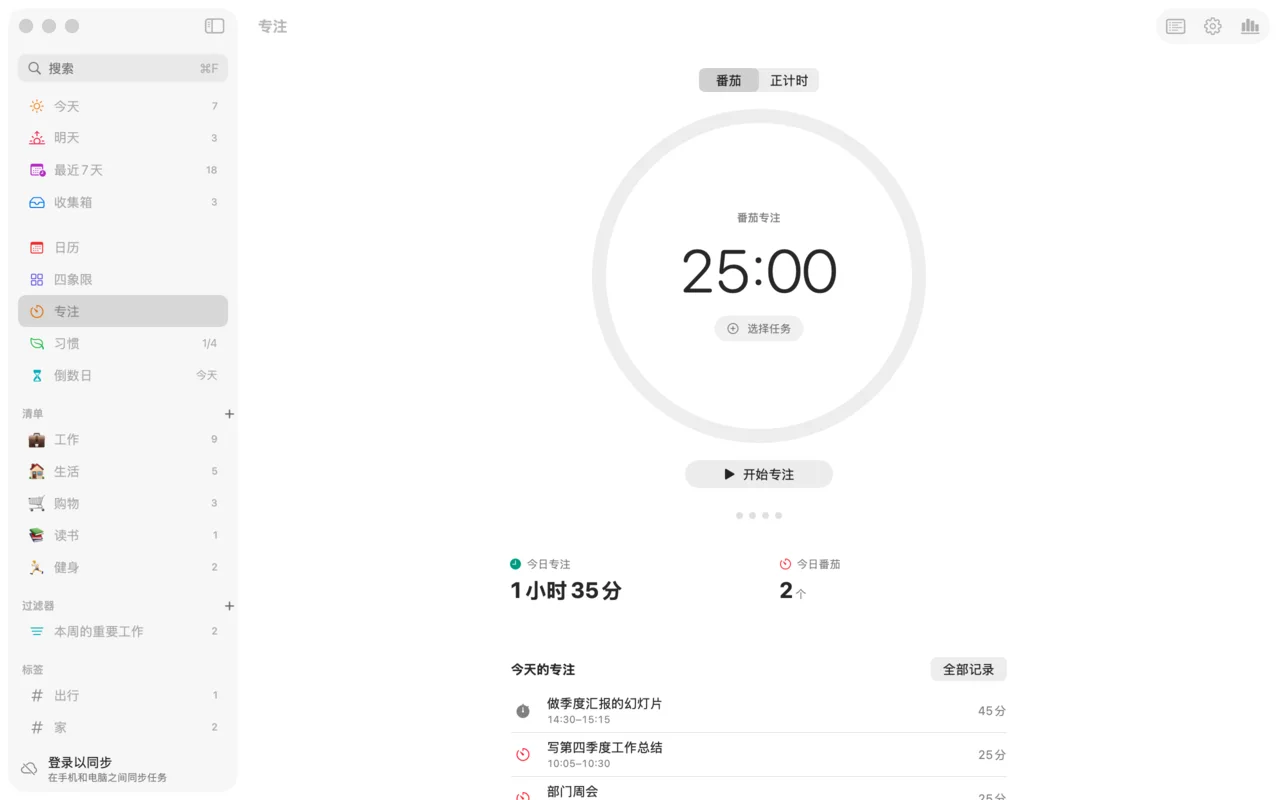 专注
搜索 ⌘F
今天 7
明天 3
最近7天 18
收集箱 3
日历
四象限
专注
习惯 1/4
倒数日 今天
清单 +
工作 9
生活 5
购物 3
读书 1
健身 2
过滤器 +
本周的重要工作 2
标签
# 出行 1
# 家 2
登录以同步
在手机和电脑之间同步任务
番茄 正计时
番茄专注
25:00
选择任务
开始专注
今日专注
1小时35分
今日番茄
2个
今天的专注 全部记录
做季度汇报的幻灯片
14:30–15:15
45分
写第四季度工作总结
10:05–10:30
25分
部门周会
25分